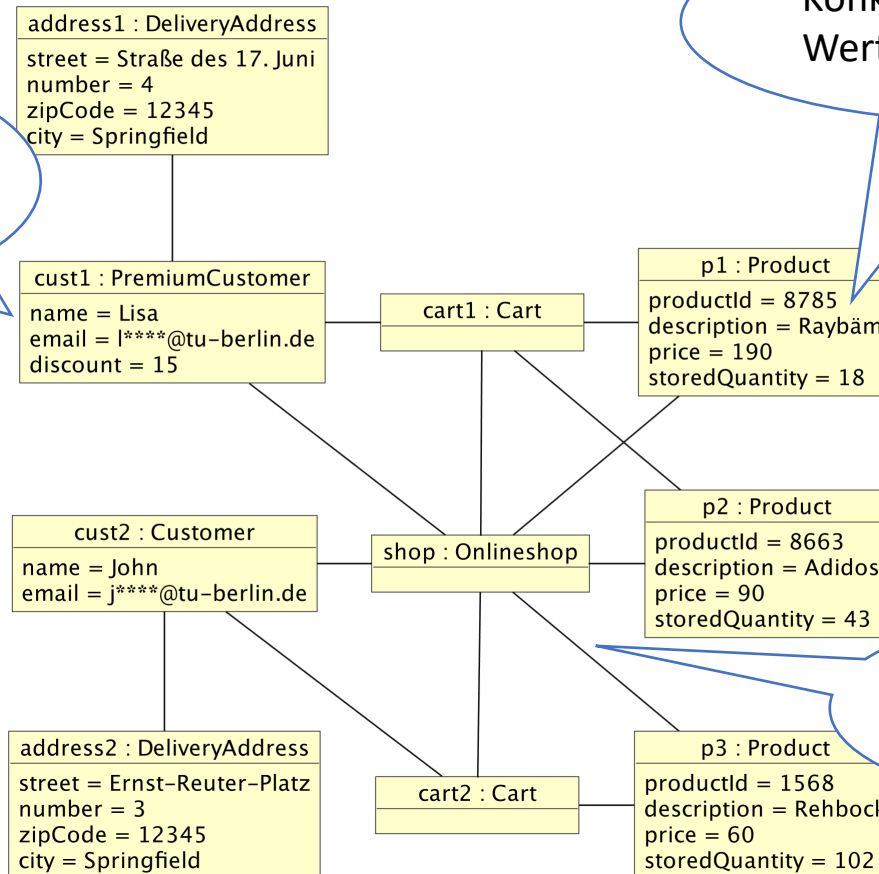 Wert
address1 : DeliveryAddress
street = Straße des 17. Juni
number = 4
zipCode = 12345
city = Springfield
cust1 : PremiumCustomer
name = Lisa
email = l****@tu-berlin.de
discount = 15
cart1 : Cart
p1 : Product
productId = 8785
description = Raybäm
price = 190
storedQuantity = 18
cust2 : Customer
name = John
email = j****@tu-berlin.de
shop : Onlineshop
p2 : Product
productId = 8663
description = Adidos
price = 90
storedQuantity = 43
address2 : DeliveryAddress
street = Ernst-Reuter-Platz
number = 3
zipCode = 12345
city = Springfield
cart2 : Cart
p3 : Product
productId = 1568
description = Rehbock
price = 60
storedQuantity = 102